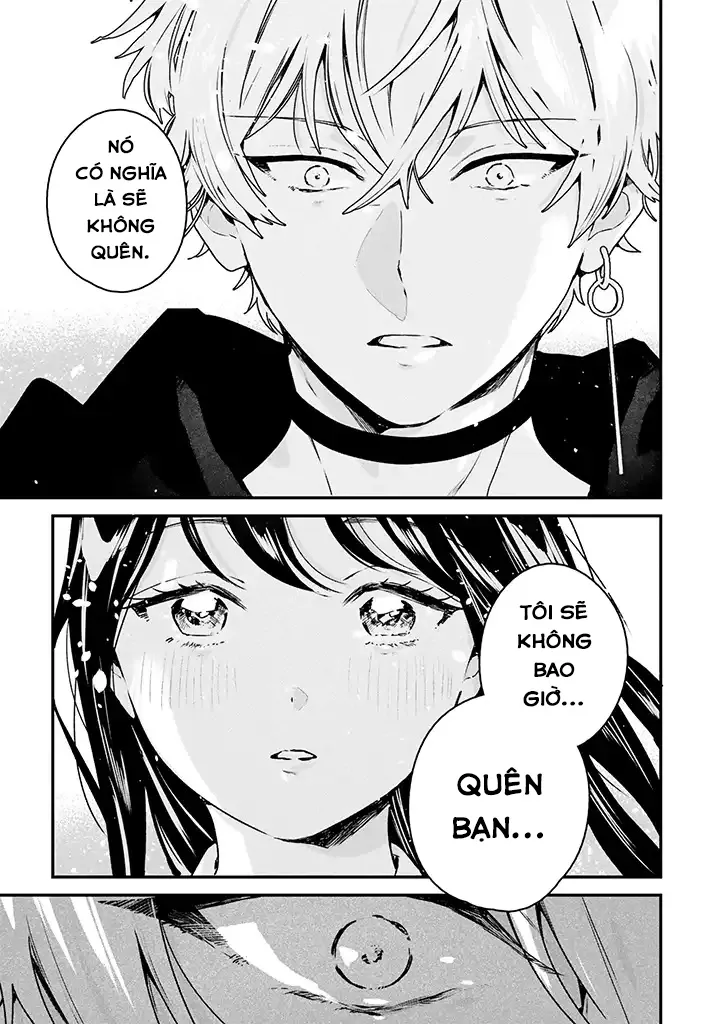 NÓ
CÓ NGHĨA
LÀ SẼ
KHÔNG
QUÊN.
TÔI SẼ
KHÔNG
BAO
GIỜ...
QUÊN
BẠN...